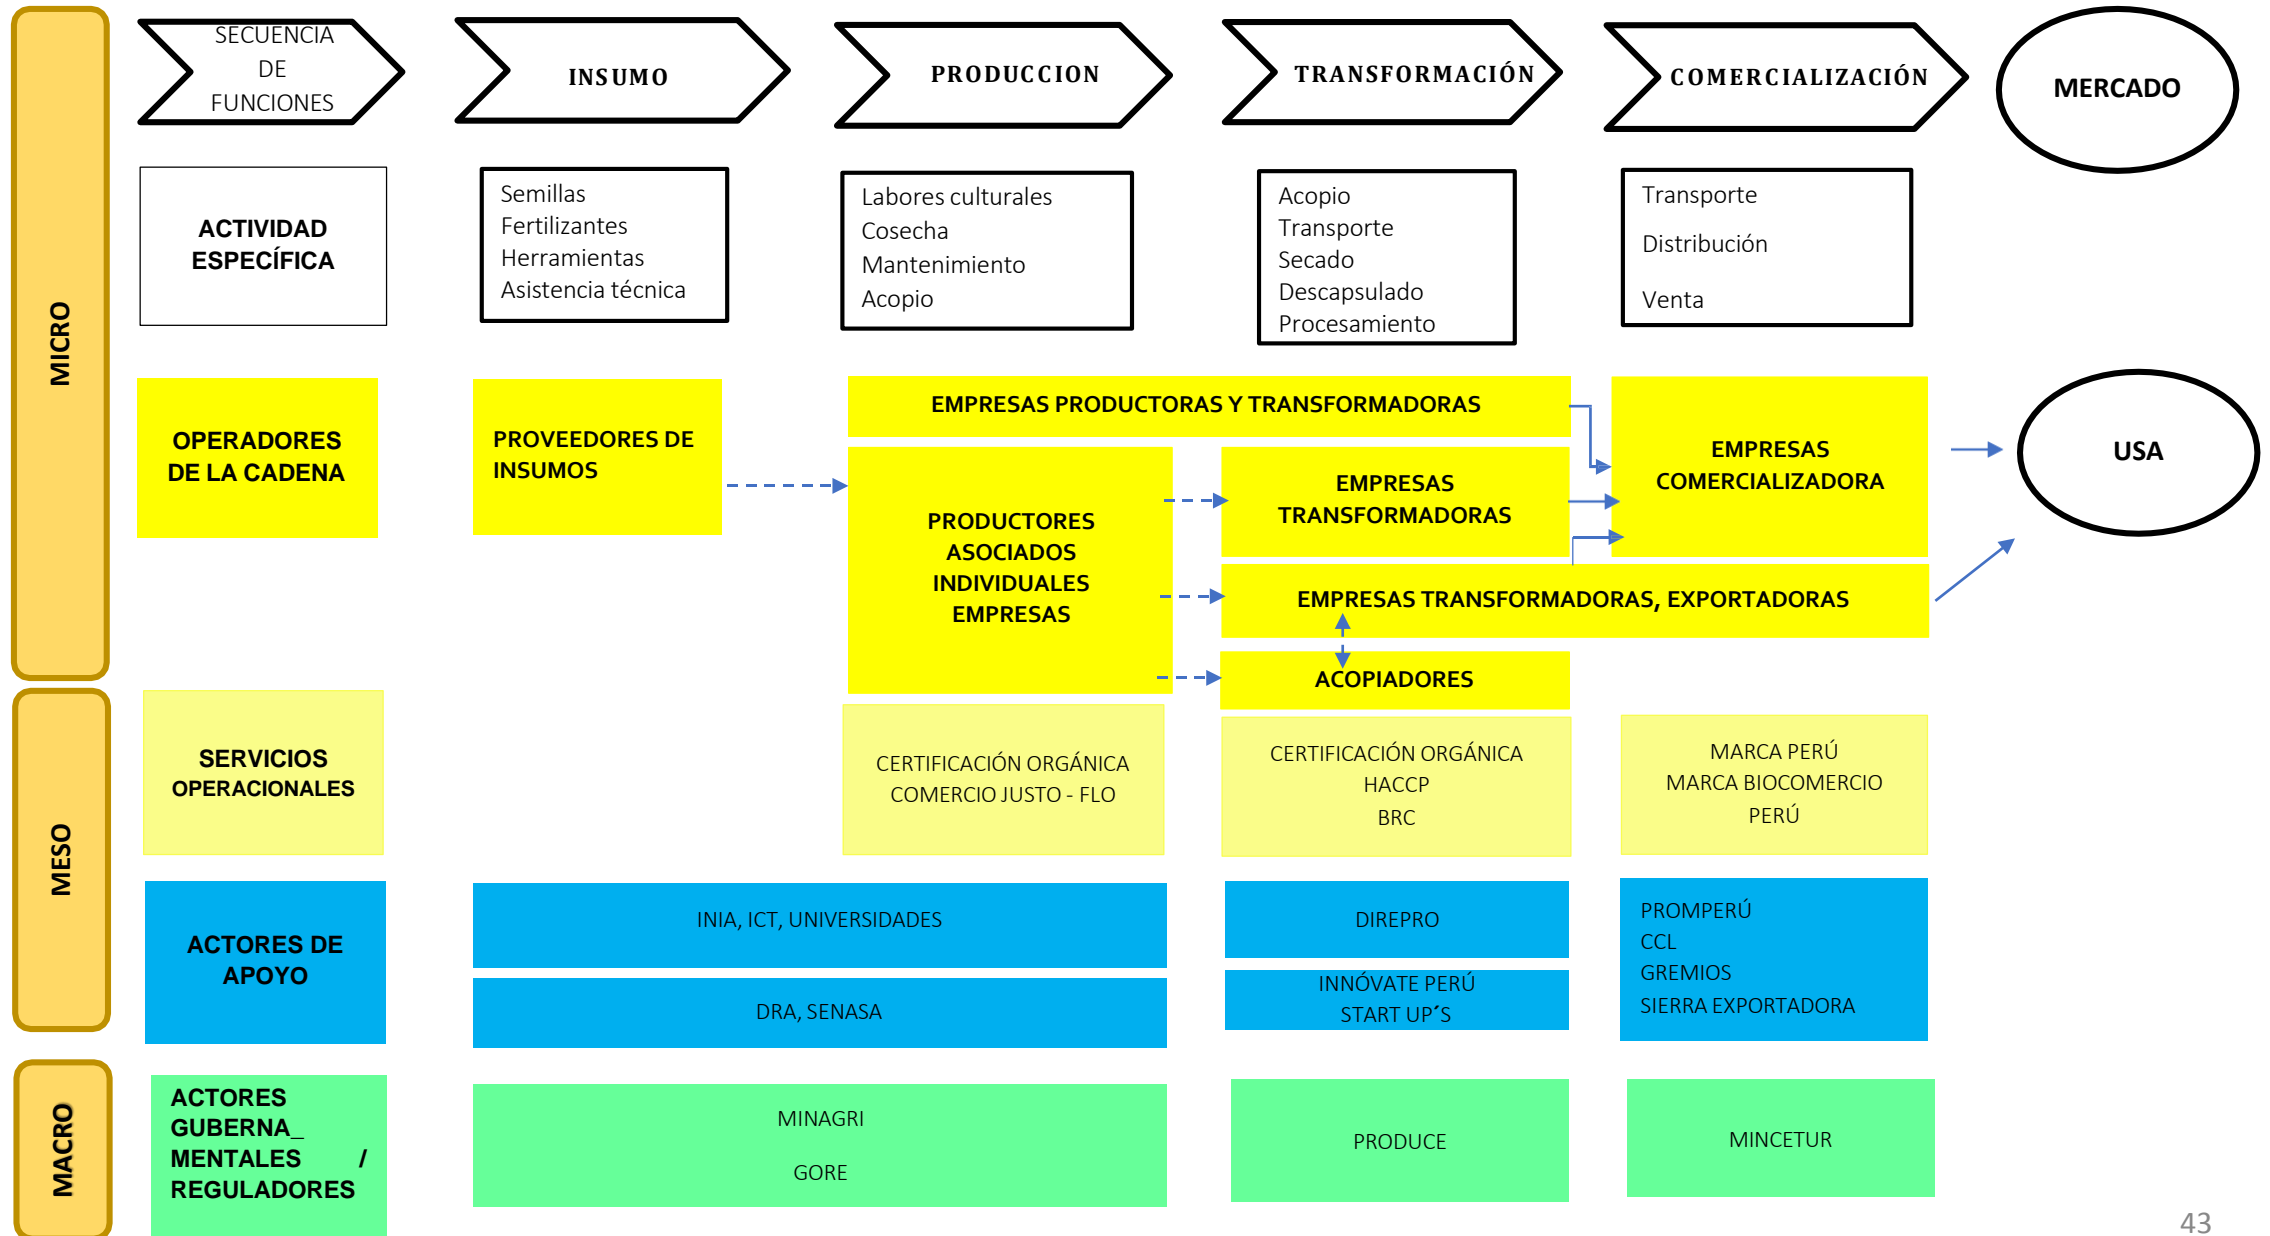 SECUENCIA
DE
FUNCIONES
INSUMO
PRODUCCION
TRANSFORMACIÓN
COMERCIALIZACIÓN
MERCADO
MICRO
ACTIVIDAD
ESPECÍFICA
Semillas
Fertilizantes
Herramientas
Asistencia técnica
Labores culturales
Cosecha
Mantenimiento
Acopio
Acopio
Transporte
Secado
Descapsulado
Procesamiento
Transporte
Distribución
Venta
OPERADORES
DE LA CADENA
PROVEEDORES DE
INSUMOS
EMPRESAS PRODUCTORAS Y TRANSFORMADORAS
PRODUCTORES
ASOCIADOS
INDIVIDUALES
EMPRESAS
EMPRESAS
TRANSFORMADORAS
EMPRESAS
COMERCIALIZADORA
USA
EMPRESAS TRANSFORMADORAS, EXPORTADORAS
ACOPIADORES
MESO
SERVICIOS
OPERACIONALES
CERTIFICACIÓN ORGÁNICA
COMERCIO JUSTO - FLO
CERTIFICACIÓN ORGÁNICA
HACCP
BRC
MARCA PERÚ
MARCA BIOCOMERCIO
PERÚ
ACTORES DE
APOYO
INIA, ICT, UNIVERSIDADES
DRA, SENASA
DIREPRO
INNÓVATE PERÚ
START UP´S
PROMPERÚ
CCL
GREMIOS
SIERRA EXPORTADORA
MACRO
ACTORES
GUBERNA_
MENTALES /
REGULADORES
MINAGRI
GORE
PRODUCE
MINCETUR
43